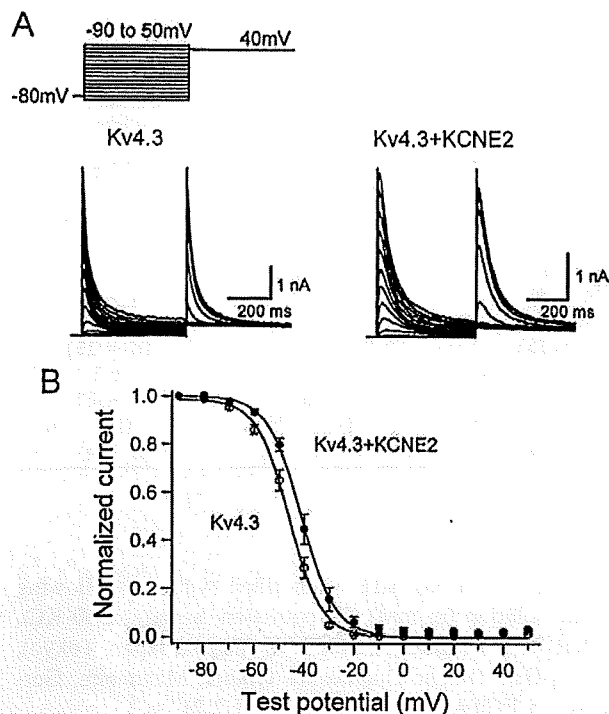 A
-90 to 50mV
40mV
-80mV
Kv4.3
Kv4.3+KCNE2
1 nA
200 ms
1 nA
200 ms
B
Normalized current
1.0
0.8
0.6
0.4
0.2
0.0
Kv4.3+KCNE2
Kv4.3
-80 -60 -40 -20 0 20 40
Test potential (mV)